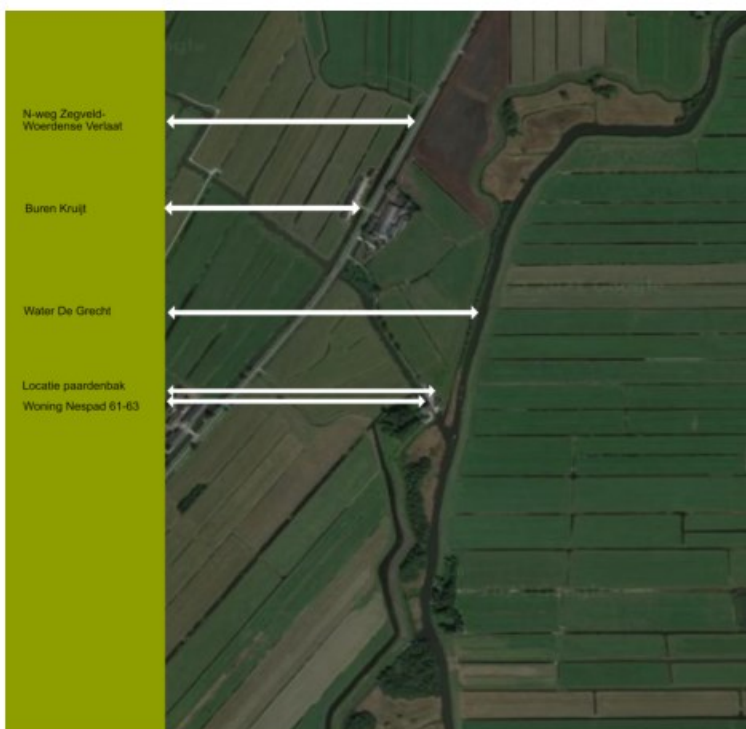 N-weg Zegveld-
Woerdense Verlaat
Buren Kruijt
Water De Grecht
Locatie paardenbak
Woning Nespad 61-63